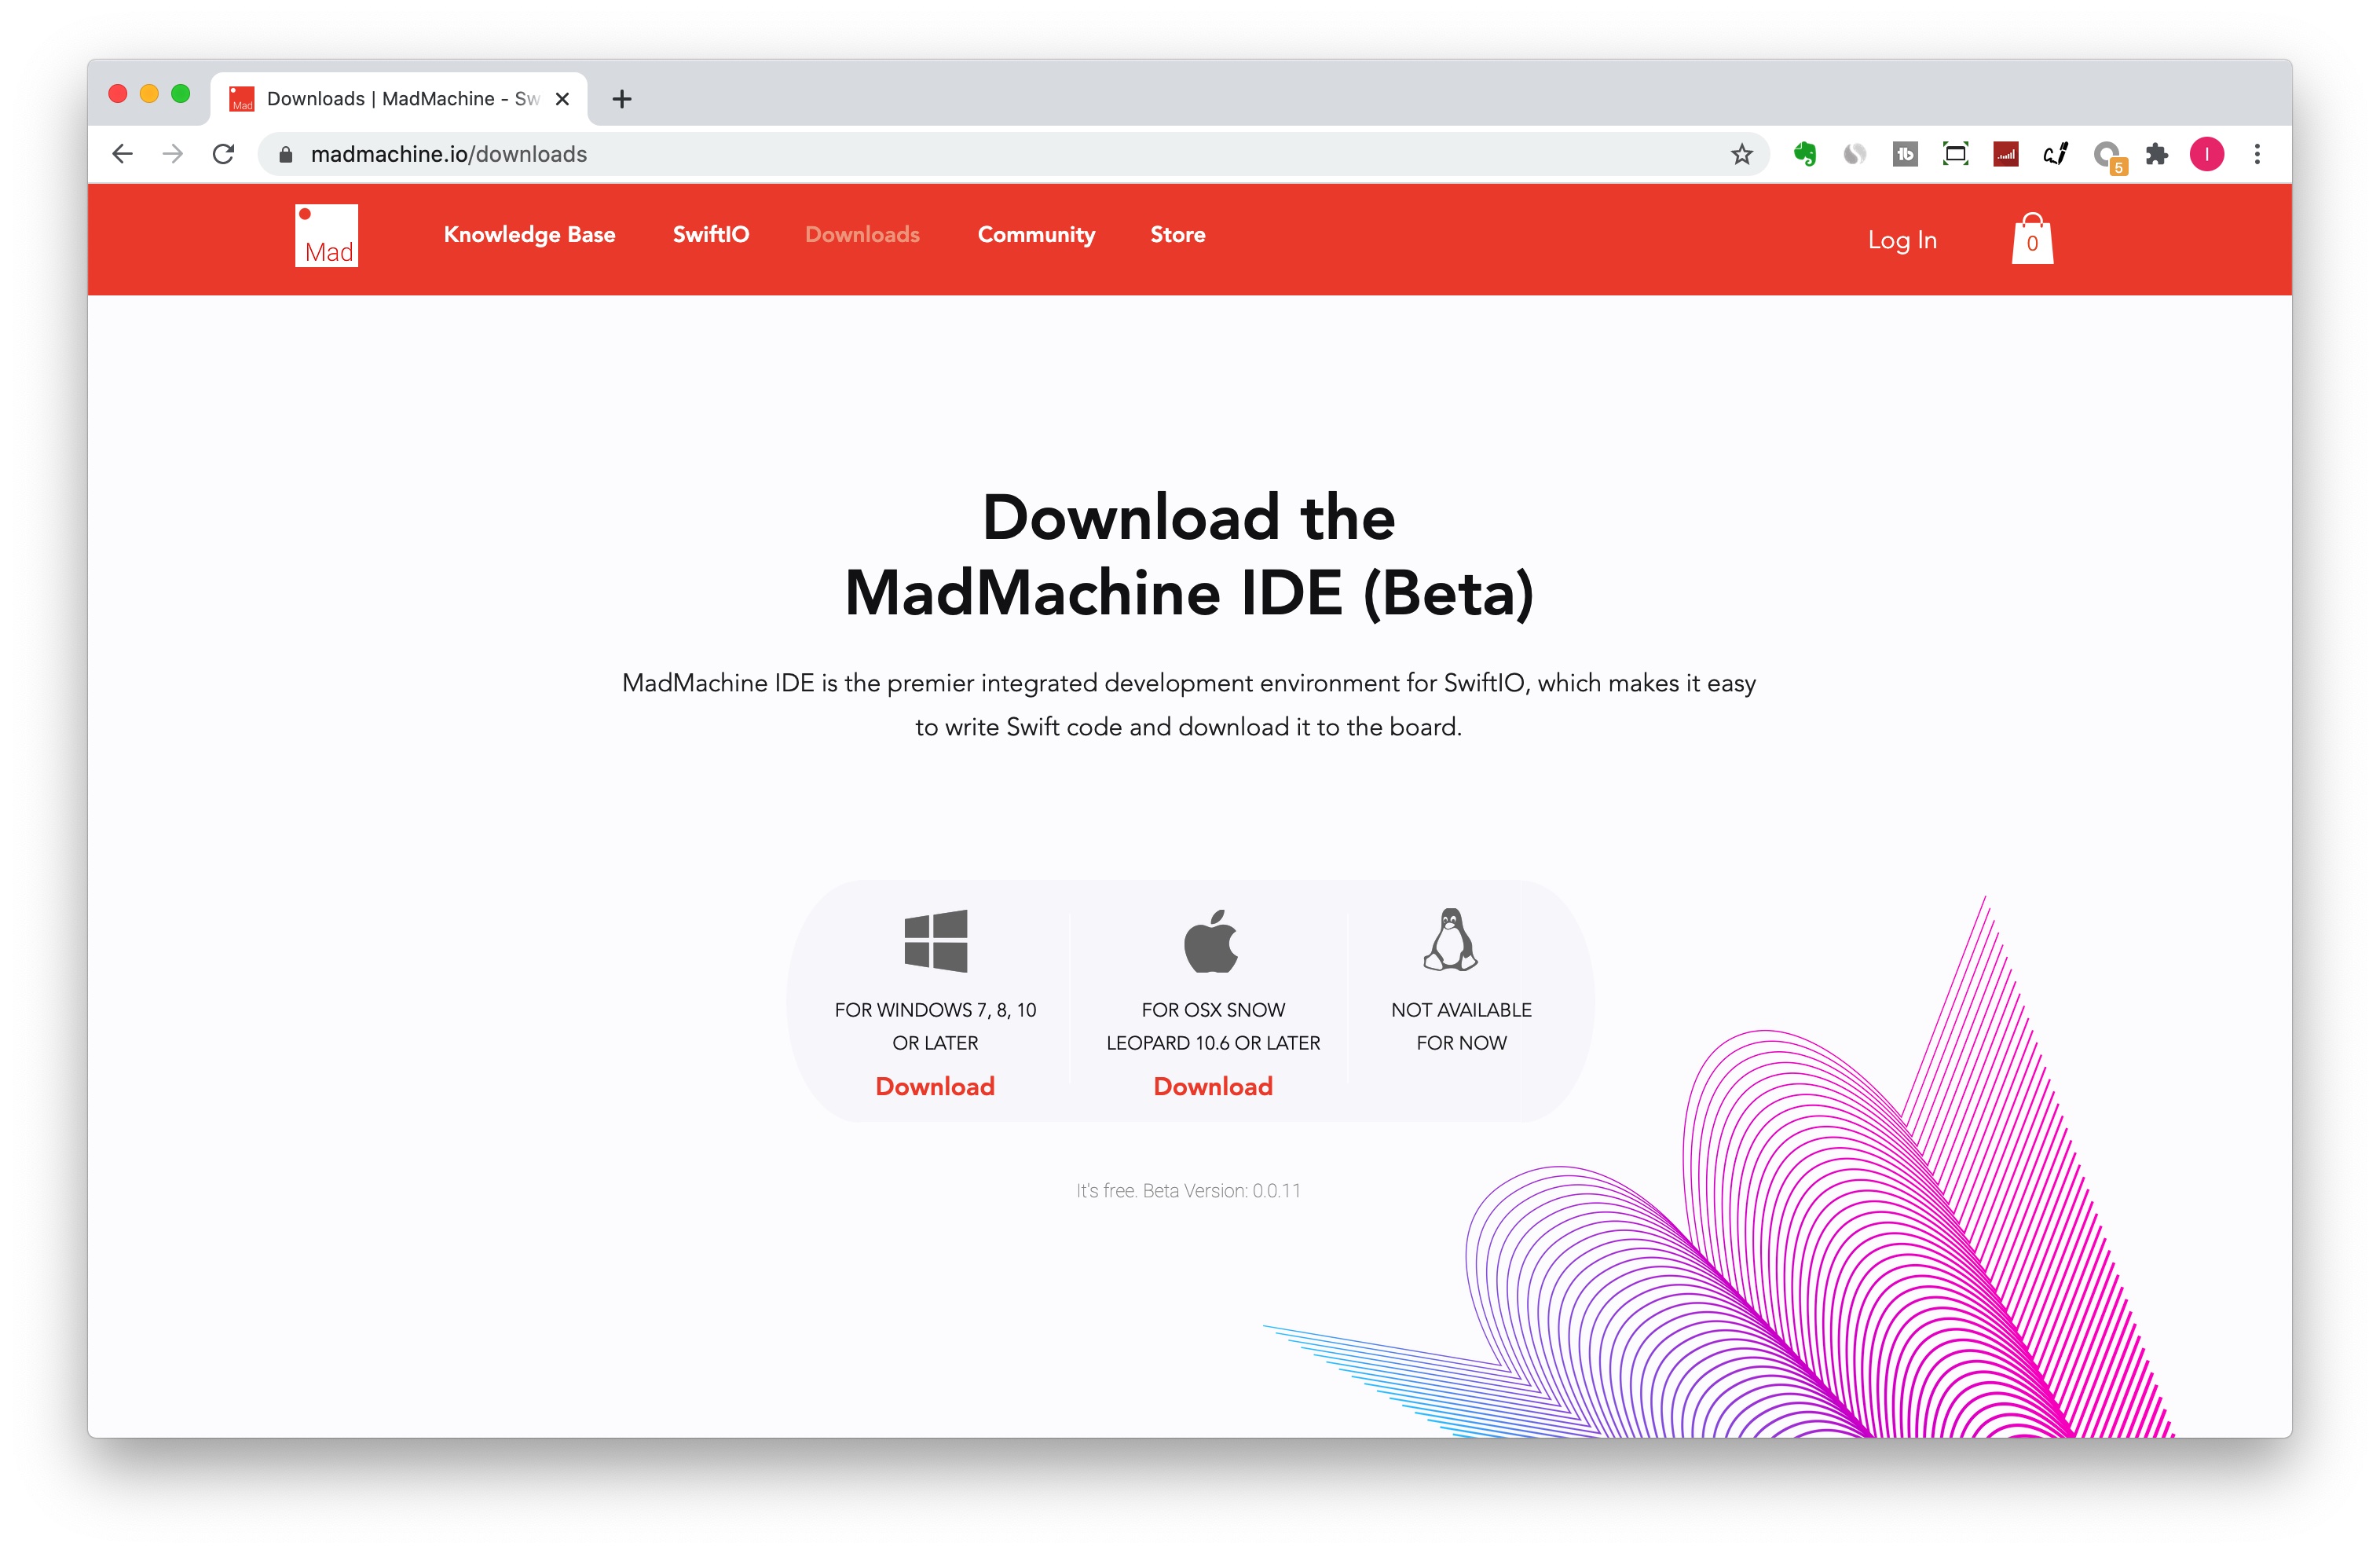 Mad
Downloads | MadMachine - Sw
madmachine.io/downloads
5
I
Mad
Knowledge Base
SwiftIO
Downloads
Community
Store
Log In
0
Download the
MadMachine IDE (Beta)
MadMachine IDE is the premier integrated development environment for SwiftIO, which makes it easy
to write Swift code and download it to the board.
FOR WINDOWS 7, 8, 10
OR LATER
Download
FOR OSX SNOW
LEOPARD 10.6 OR LATER
Download
NOT AVAILABLE
FOR NOW
It's free. Beta Version: 0.0.11